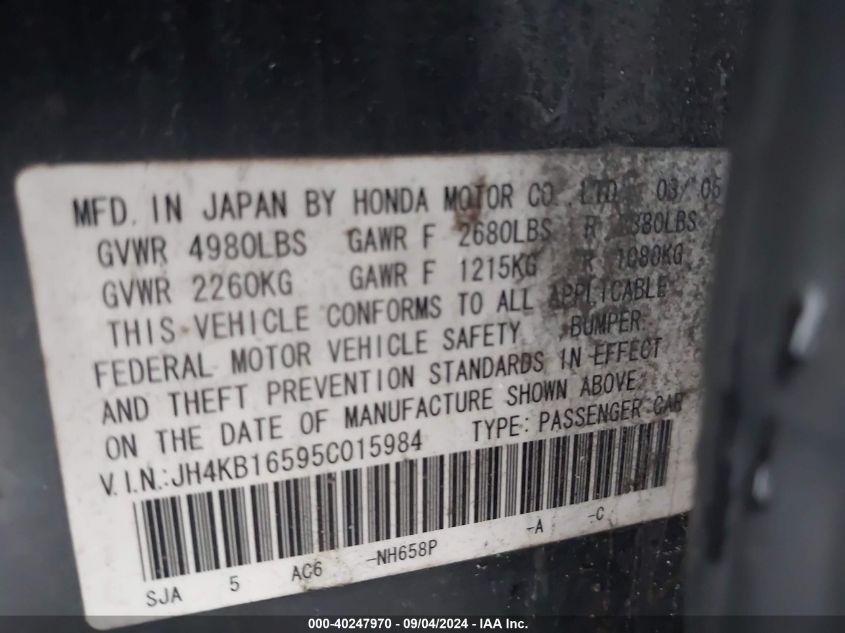 MFD. IN JAPAN BY HONDA MOTOR CO. LTD. 03/05
GVWR 4980LBS GAWR F 2680LBS R 2380LBS
GVWR 2260KG GAWR F 1215KG R 1080KG
THIS VEHICLE CONFORMS TO ALL APPLICABLE
FEDERAL MOTOR VEHICLE SAFETY BUMPER
AND THEFT PREVENTION STANDARDS IN EFFECT
ON THE DATE OF MANUFACTURE SHOWN ABOVE.
V.I.N.:JH4KB16595C015984 TYPE: PASSENGER CAR
SJA 5 AC6 -NH658P -A -C
000-40247970 - 09/04/2024 - IAAI Inc.